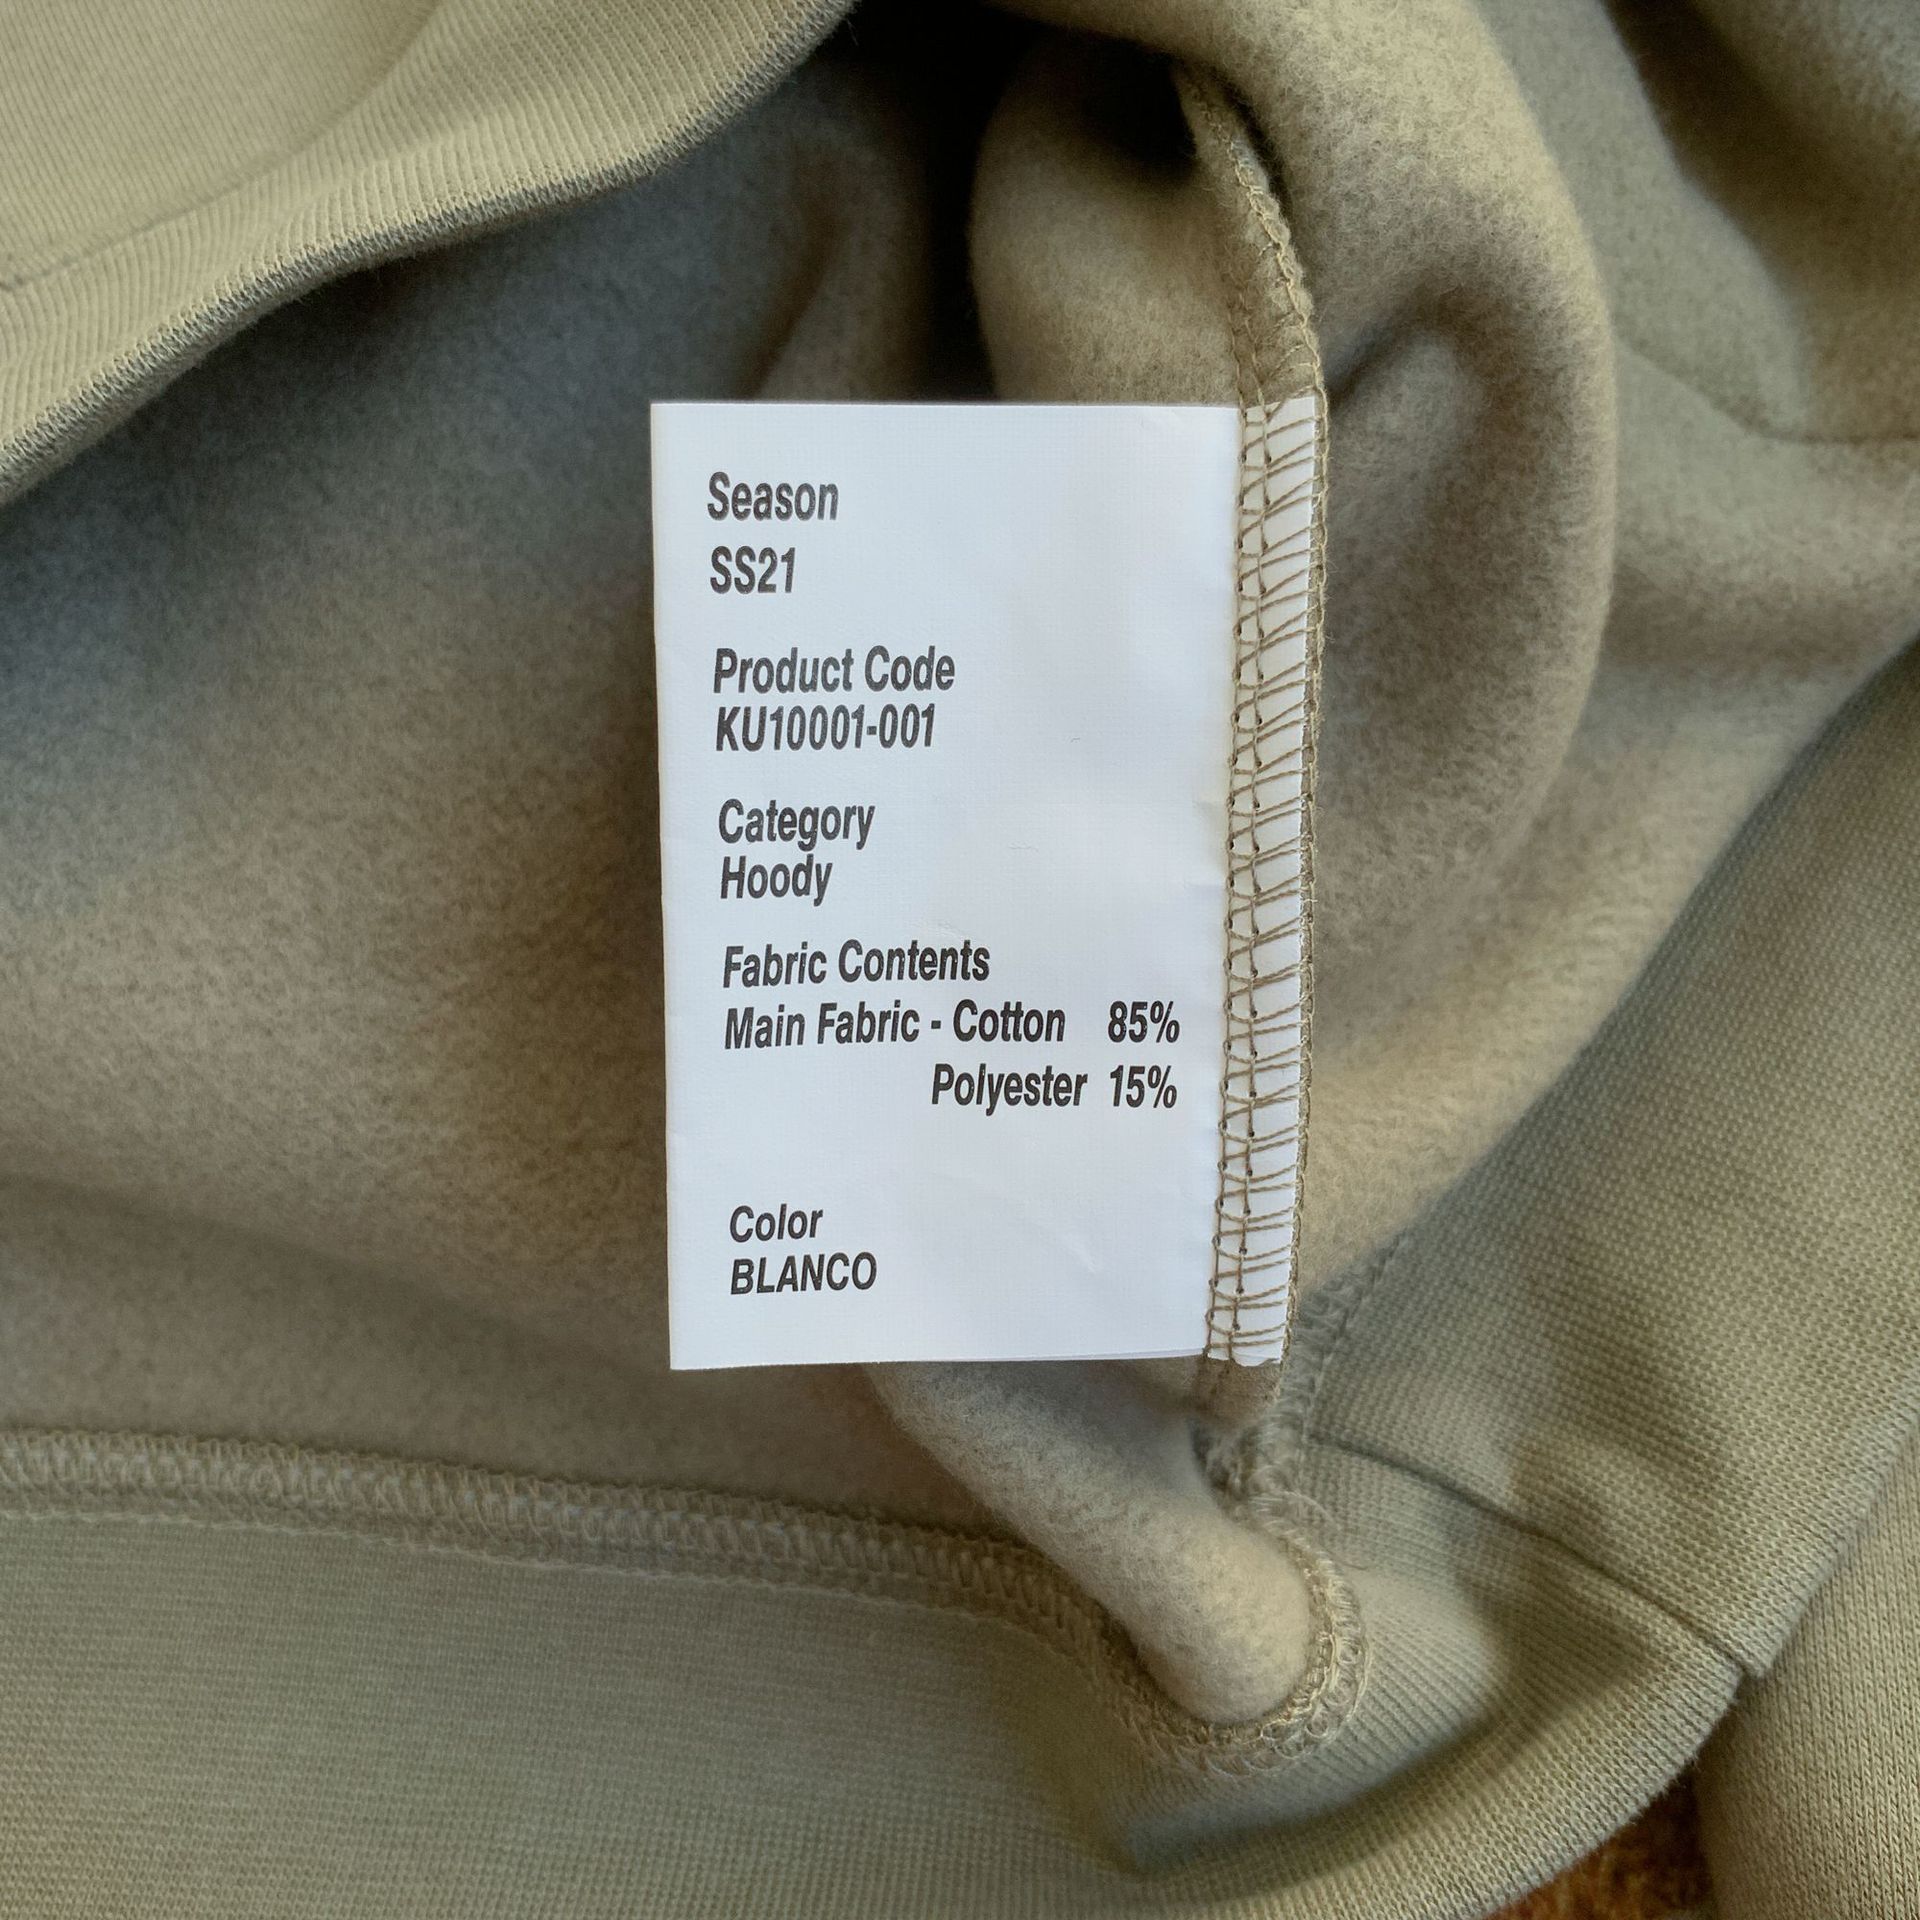 Season
SS21
Product Code
KU10001-001
Category
Hoody
Fabric Contents
Main Fabric - Cotton 85%
Polyester 15%
Color
BLANCO